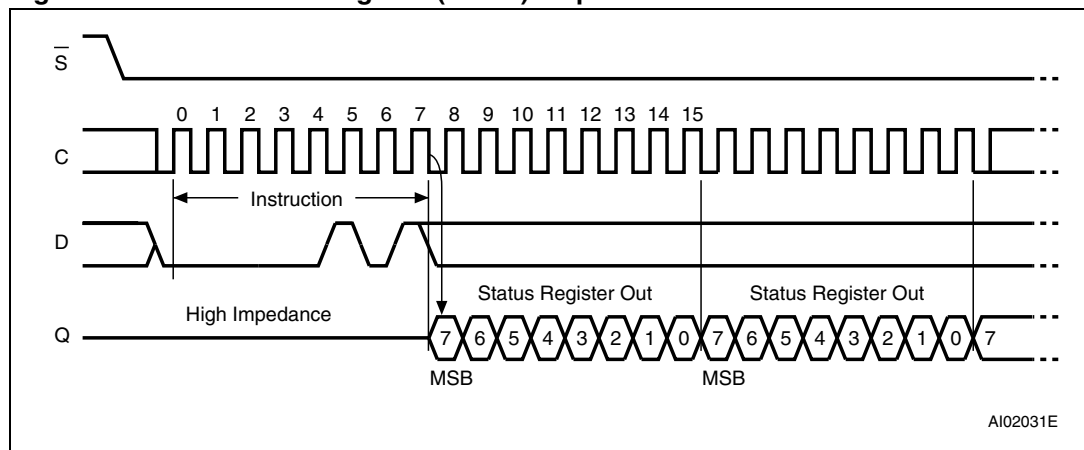 S
0 1 2 3 4 5 6 7 8 9 10 11 12 13 14 15
C
Instruction
D
Status Register Out Status Register Out
High Impedance
Q 7 6 5 4 3 2 1 0 7 6 5 4 3 2 1 0 7
MSB MSB
AI02031E